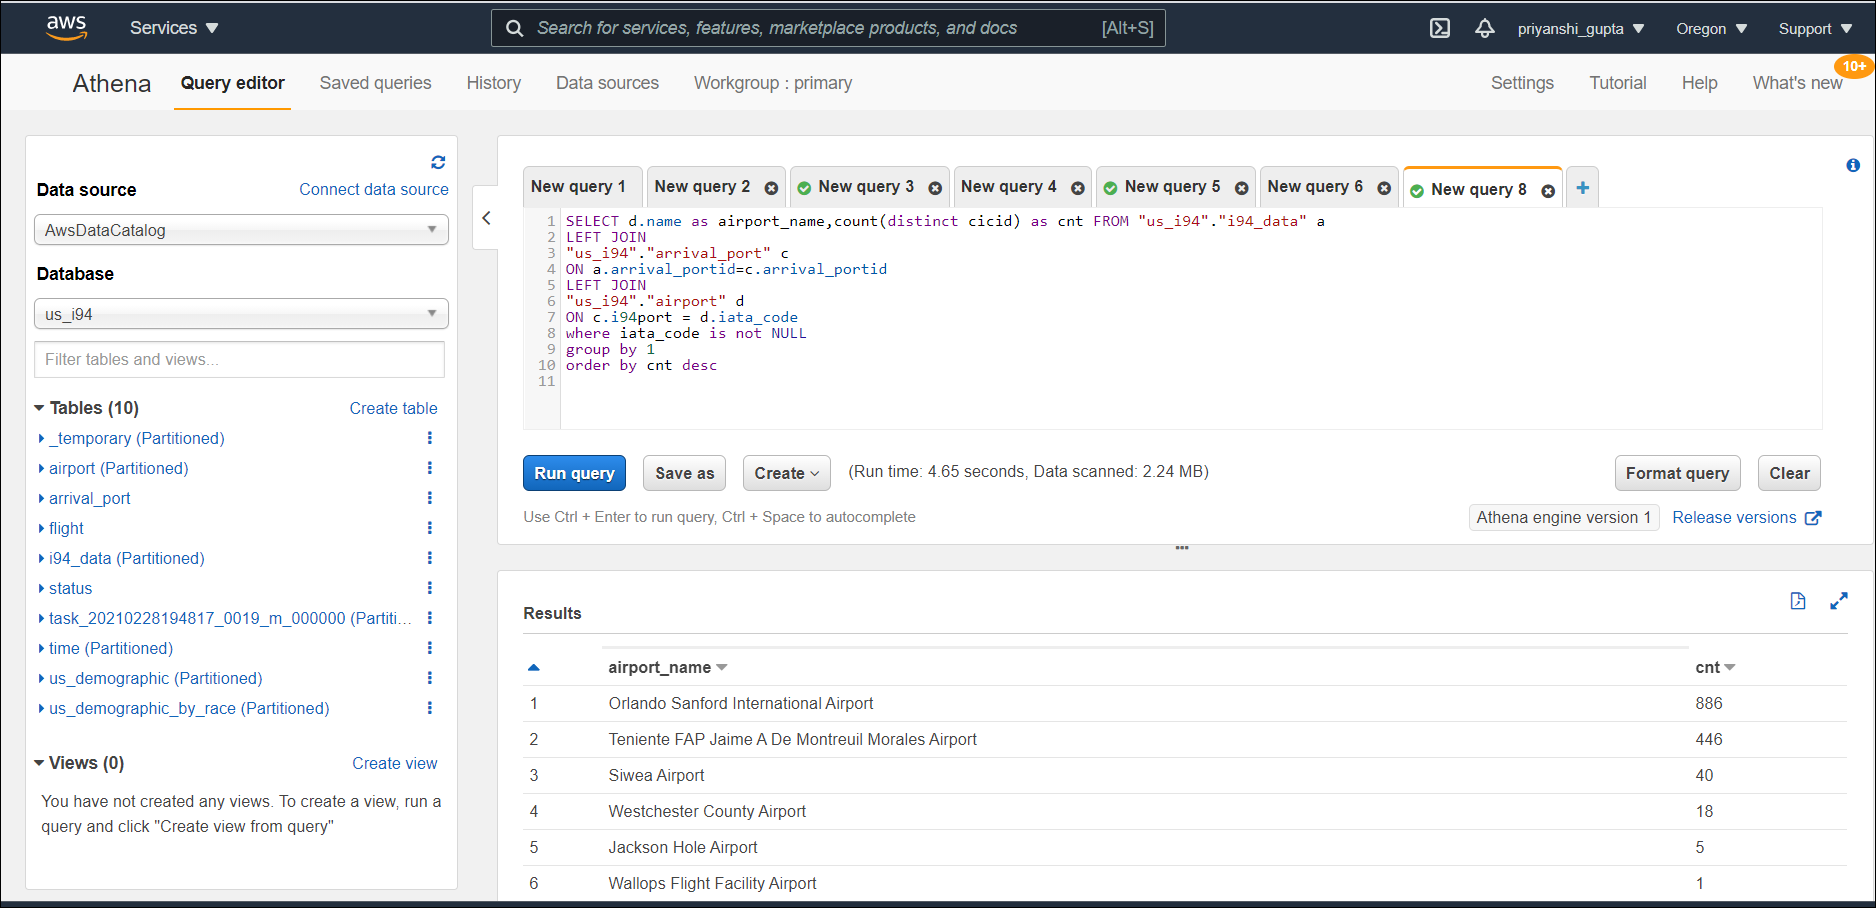 aws
Services
Search for services, features, marketplace products, and docs [Alt+S]
priyanshi_gupta
Oregon
Support
Athena
Query editor
Saved queries
History
Data sources
Workgroup : primary
Settings
Tutorial
Help
What's new
10+
Data source
Connect data source
AwsDataCatalog
Database
us_i94
Filter tables and views...
Tables (10)
Create table
_temporary (Partitioned)
airport (Partitioned)
arrival_port
flight
i94_data (Partitioned)
status
task_20210228194817_0019_m_000000 (Partiti...
time (Partitioned)
us_demographic (Partitioned)
us_demographic_by_race (Partitioned)
Views (0)
Create view
You have not created any views. To create a view, run a
query and click "Create view from query"
New query 1
New query 2
New query 3
New query 4
New query 5
New query 6
New query 8
1 SELECT d.name as airport_name,count(distinct cicid) as cnt FROM "us_i94"."i94_data" a
2 LEFT JOIN
3 "us_i94"."arrival_port" c
4 ON a.arrival_portid=c.arrival_portid
5 LEFT JOIN
6 "us_i94"."airport" d
7 ON c.i94port = d.iata_code
8 where iata_code is not NULL
9 group by 1
10 order by cnt desc
11
Run query
Save as
Create
(Run time: 4.65 seconds, Data scanned: 2.24 MB)
Format query
Clear
Use Ctrl + Enter to run query, Ctrl + Space to autocomplete
Athena engine version 1
Release versions
Results
airport_name cnt
1 Orlando Sanford International Airport 886
2 Teniente FAP Jaime A De Montreuil Morales Airport 446
3 Siwea Airport 40
4 Westchester County Airport 18
5 Jackson Hole Airport 5
6 Wallops Flight Facility Airport 1